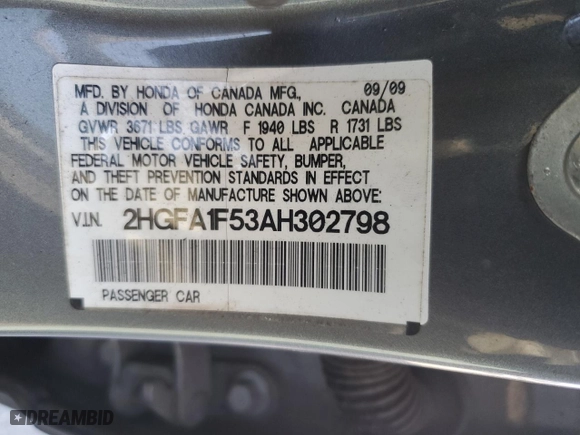 MFD. BY HONDA OF CANADA MFG., 09/09
A DIVISION OF HONDA CANADA INC. CANADA
GVWR 3671 LBS GAWR F 1940 LBS R 1731 LBS
THIS VEHICLE CONFORMS TO ALL APPLICABLE
FEDERAL MOTOR VEHICLE SAFETY, BUMPER,
AND THEFT PREVENTION STANDARDS IN EFFECT
ON THE DATE OF MANUFACTURE SHOWN ABOVE:
V.I.N. 2HGFA1F53AH302798
PASSENGER CAR
DREAMBID